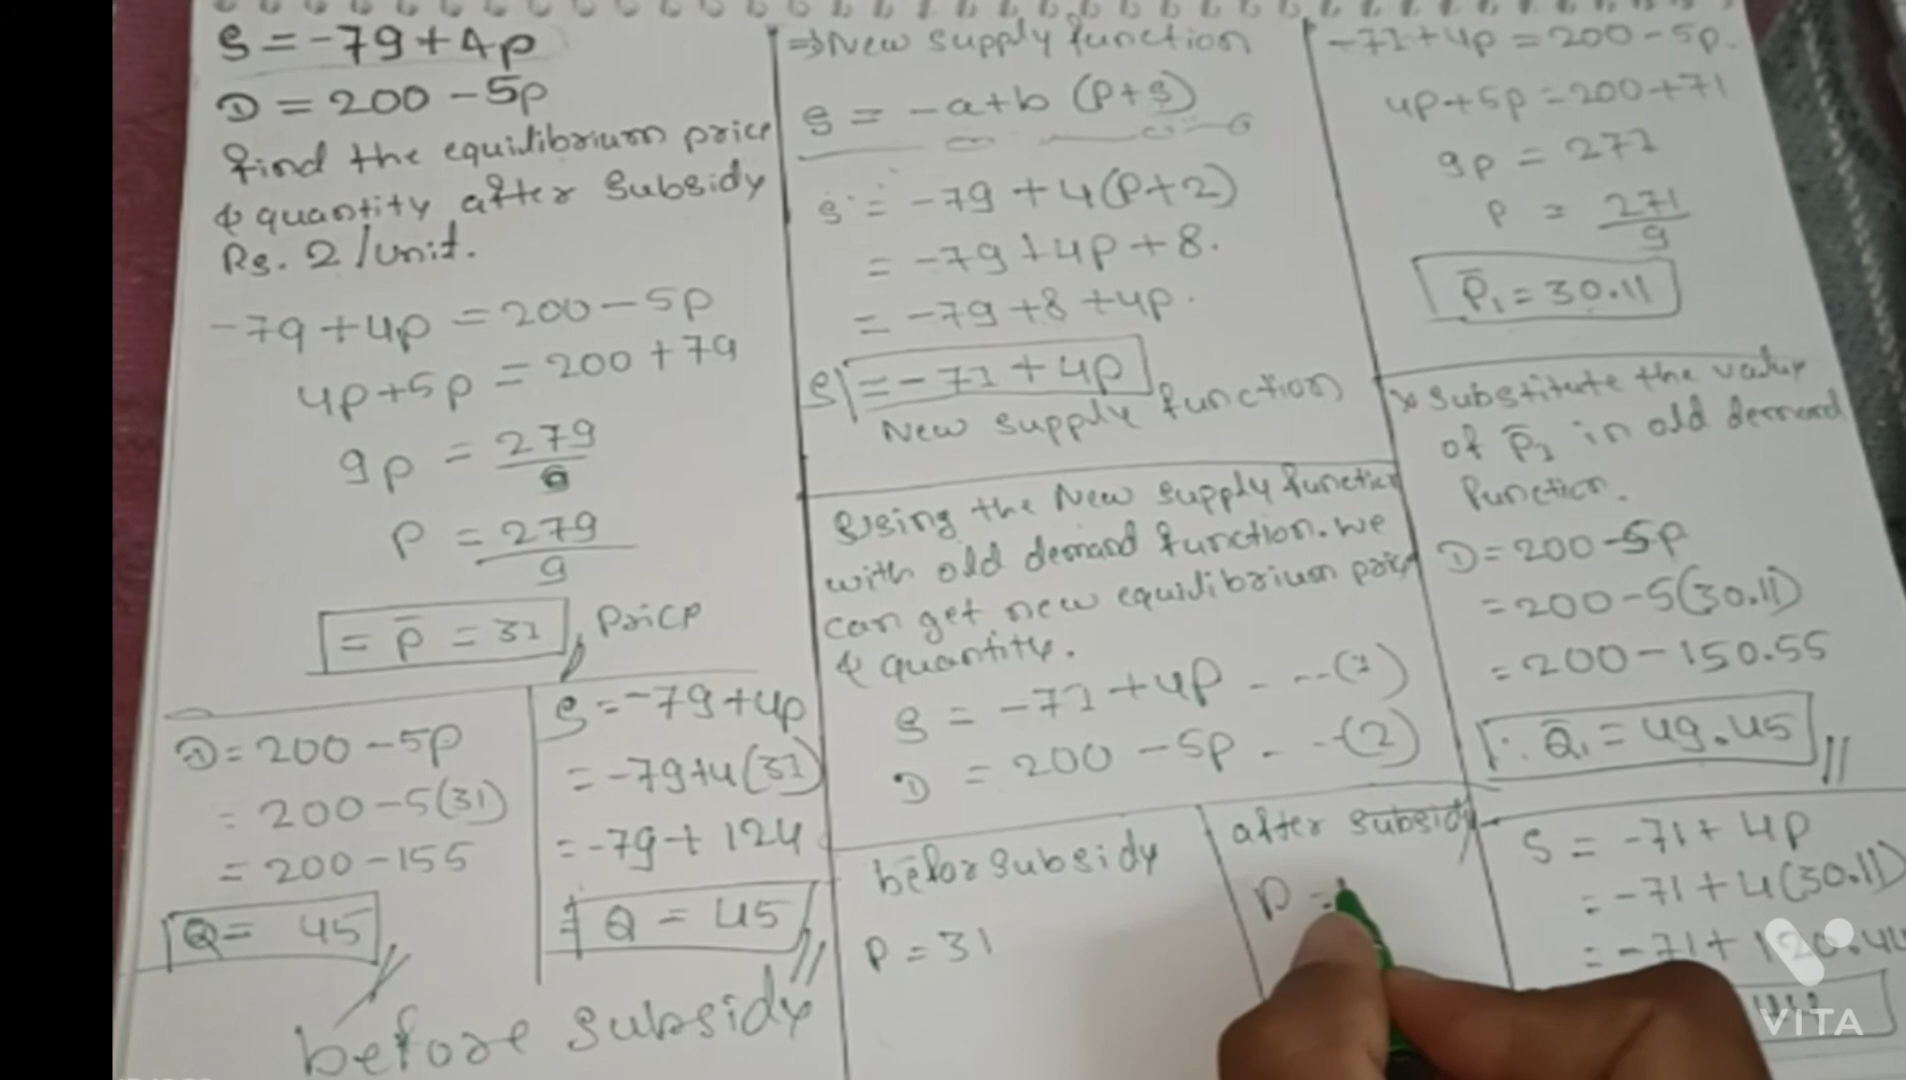 S = -79+4p
D = 200 - 5p
find the equilibrium price
& quantity after Subsidy
Rs. 2 /unit.
-79+4p = 200-5p
4p+5p = 200+79
9p = 279
p = 279
9
= p̄ = 31, price
D = 200-5p
= 200-5(31)
= 200-155
Q = 45
S = -79+4p
= -79+4(31)
= -79+ 124
Q = 45
before subsidy
=> New supply function
S = -a+b (p+s)
S = -79 + 4(p+2)
= -79+4p+8.
= -79+8+4p.
S = -71+4p
New supply function
Using the New supply function
with old demand function. we
can get new equilibrium price
& quantity.
S = -71+4p - --(1)
D = 200 -5p - --(2)
befor subsidy
p = 31
after subsidy
p =
-71+4p = 200-5p.
4p+5p = 200+71
9p = 271
p = 271
9
p̄₁ = 30.11
* Substitute the value
of p̄₁ in old demand
function.
D = 200-5p
= 200-5(30.11)
= 200-150.55
∴ Q̄₁ = 49.45
S = -71+ 4p
= -71+4(30.11)
= -71+120.44
VITA